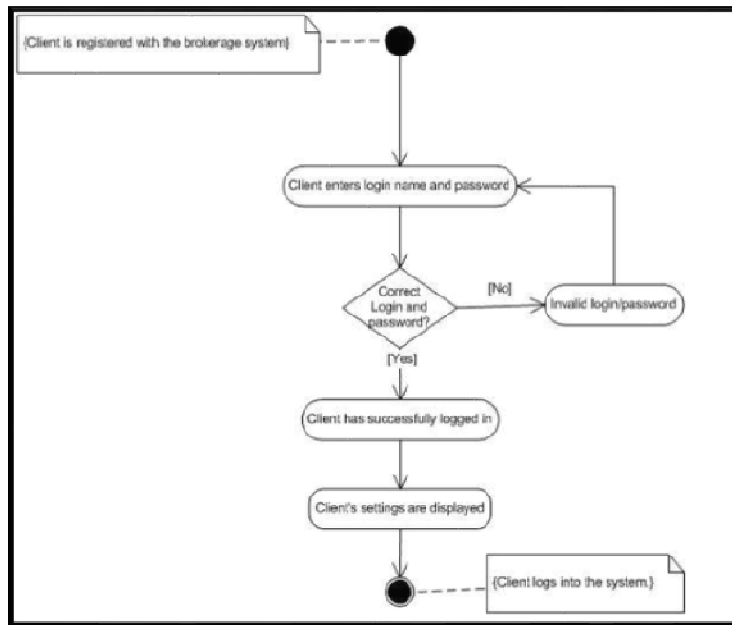 {Client is registered with the brokerage system}
Client enters login name and password
Correct
Login and
password?
[No]
Invalid login/password
[Yes]
Client has successfully logged in
Client's settings are displayed
{Client logs into the system.}